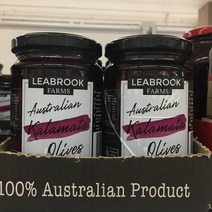 LEABROOK
FARMS
Australian
Kalamata
Olives
LEABROOK
FARMS
Australian
Kalamata
Olives
100% Australian Product